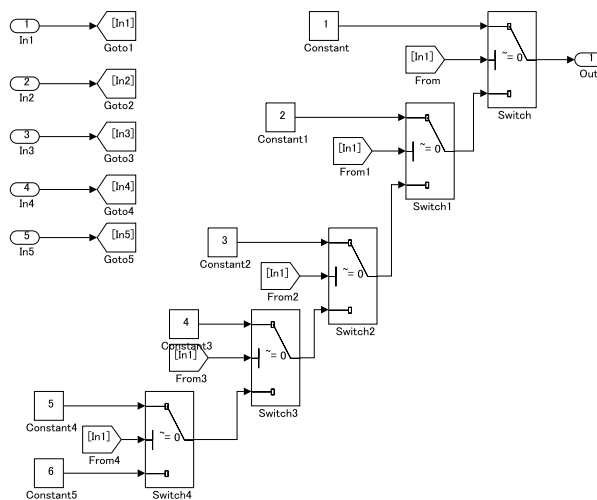 1
In1
[In1]
Goto1
2
In2
[In2]
Goto2
3
In3
[In3]
Goto3
4
In4
[In4]
Goto4
5
In5
[In5]
Goto5
1
Constant
[In1]
From
~= 0
Switch
1
Out
2
Constant1
[In1]
From1
~= 0
Switch1
3
Constant2
[In1]
From2
~= 0
Switch2
4
Constant3
[In1]
From3
~= 0
Switch3
5
Constant4
[In1]
From4
~= 0
6
Constant5
Switch4